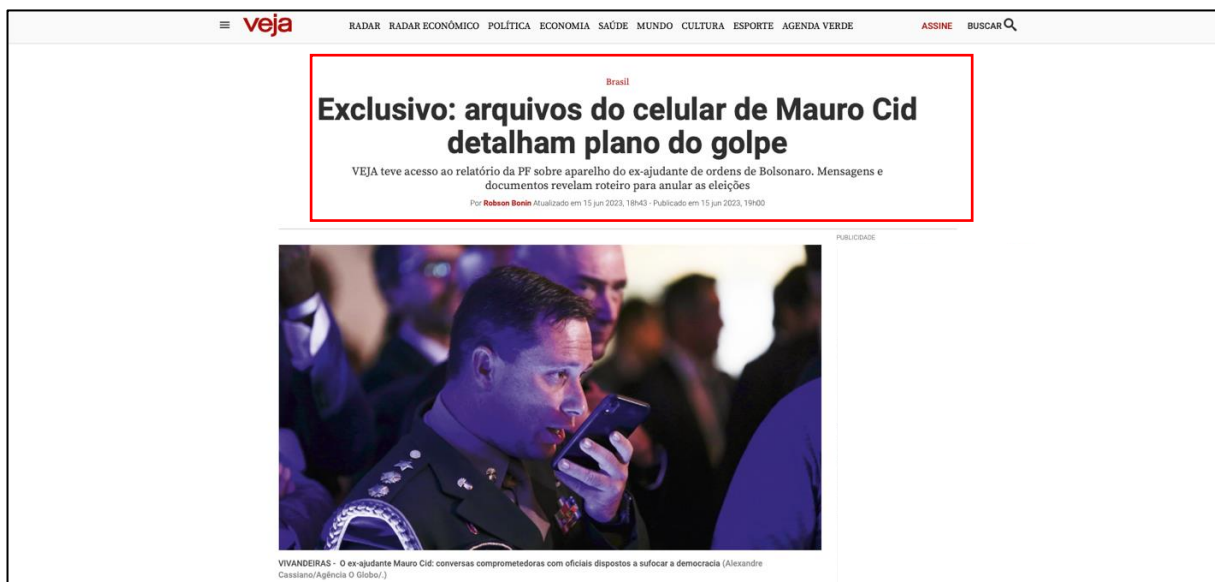 veja
RADAR RADAR ECONÔMICO POLÍTICA ECONOMIA SAÚDE MUNDO CULTURA ESPORTE AGENDA VERDE ASSINE BUSCAR
Brasil
Exclusivo: arquivos do celular de Mauro Cid
detalham plano do golpe
VEJA teve acesso ao relatório da PF sobre aparelho do ex-ajudante de ordens de Bolsonaro. Mensagens e
documentos revelam roteiro para anular as eleições
Por Robson Bonin Atualizado em 15 jun 2023, 18h43 - Publicado em 15 jun 2023, 19h00
PUBLICIDADE
VIVANDEIRAS - O ex-ajudante Mauro Cid: conversas comprometedoras com oficiais dispostos a sufocar a democracia (Alexandre
Cassiano/Agência O Globo/.)